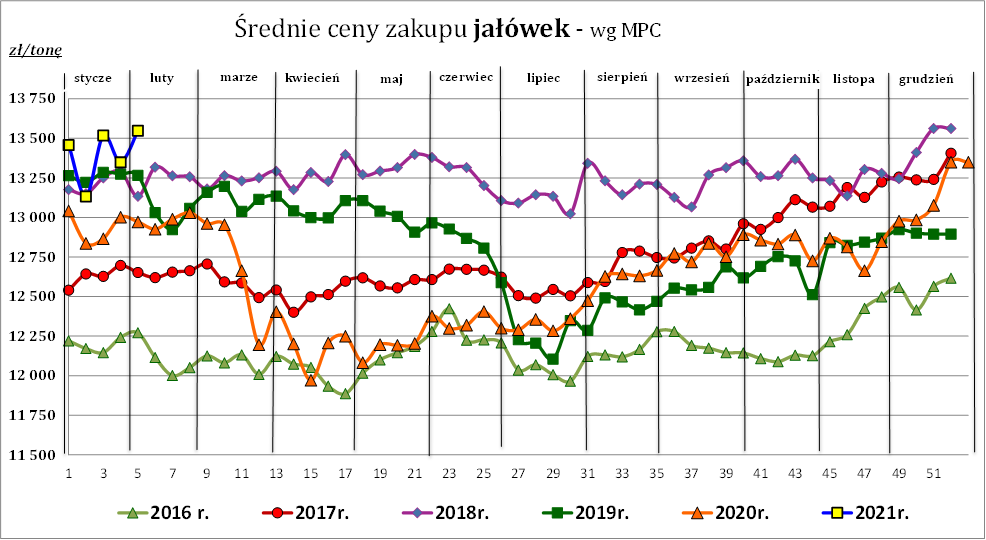 Średnie ceny zakupu jałówek - wg MPC
zł/tonę
stycze luty marze kwiecień maj czerwiec lipiec sierpień wrzesień październik listopa grudzień
13 750
13 500
13 250
13 000
12 750
12 500
12 250
12 000
11 750
11 500
1 3 5 7 9 11 13 15 17 19 21 23 25 27 29 31 33 35 37 39 41 43 45 47 49 51
2016 r. 2017r. 2018r. 2019r. 2020r. 2021r.